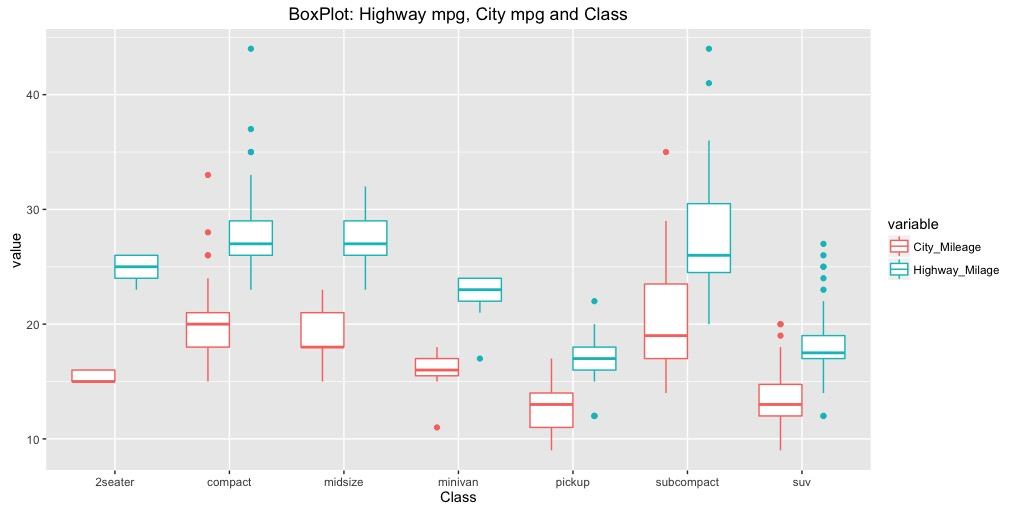 BoxPlot: Highway mpg, City mpg and Class
value
40
30
20
10
2seater compact midsize minivan pickup subcompact suv
Class
variable
City_Mileage
Highway_Milage